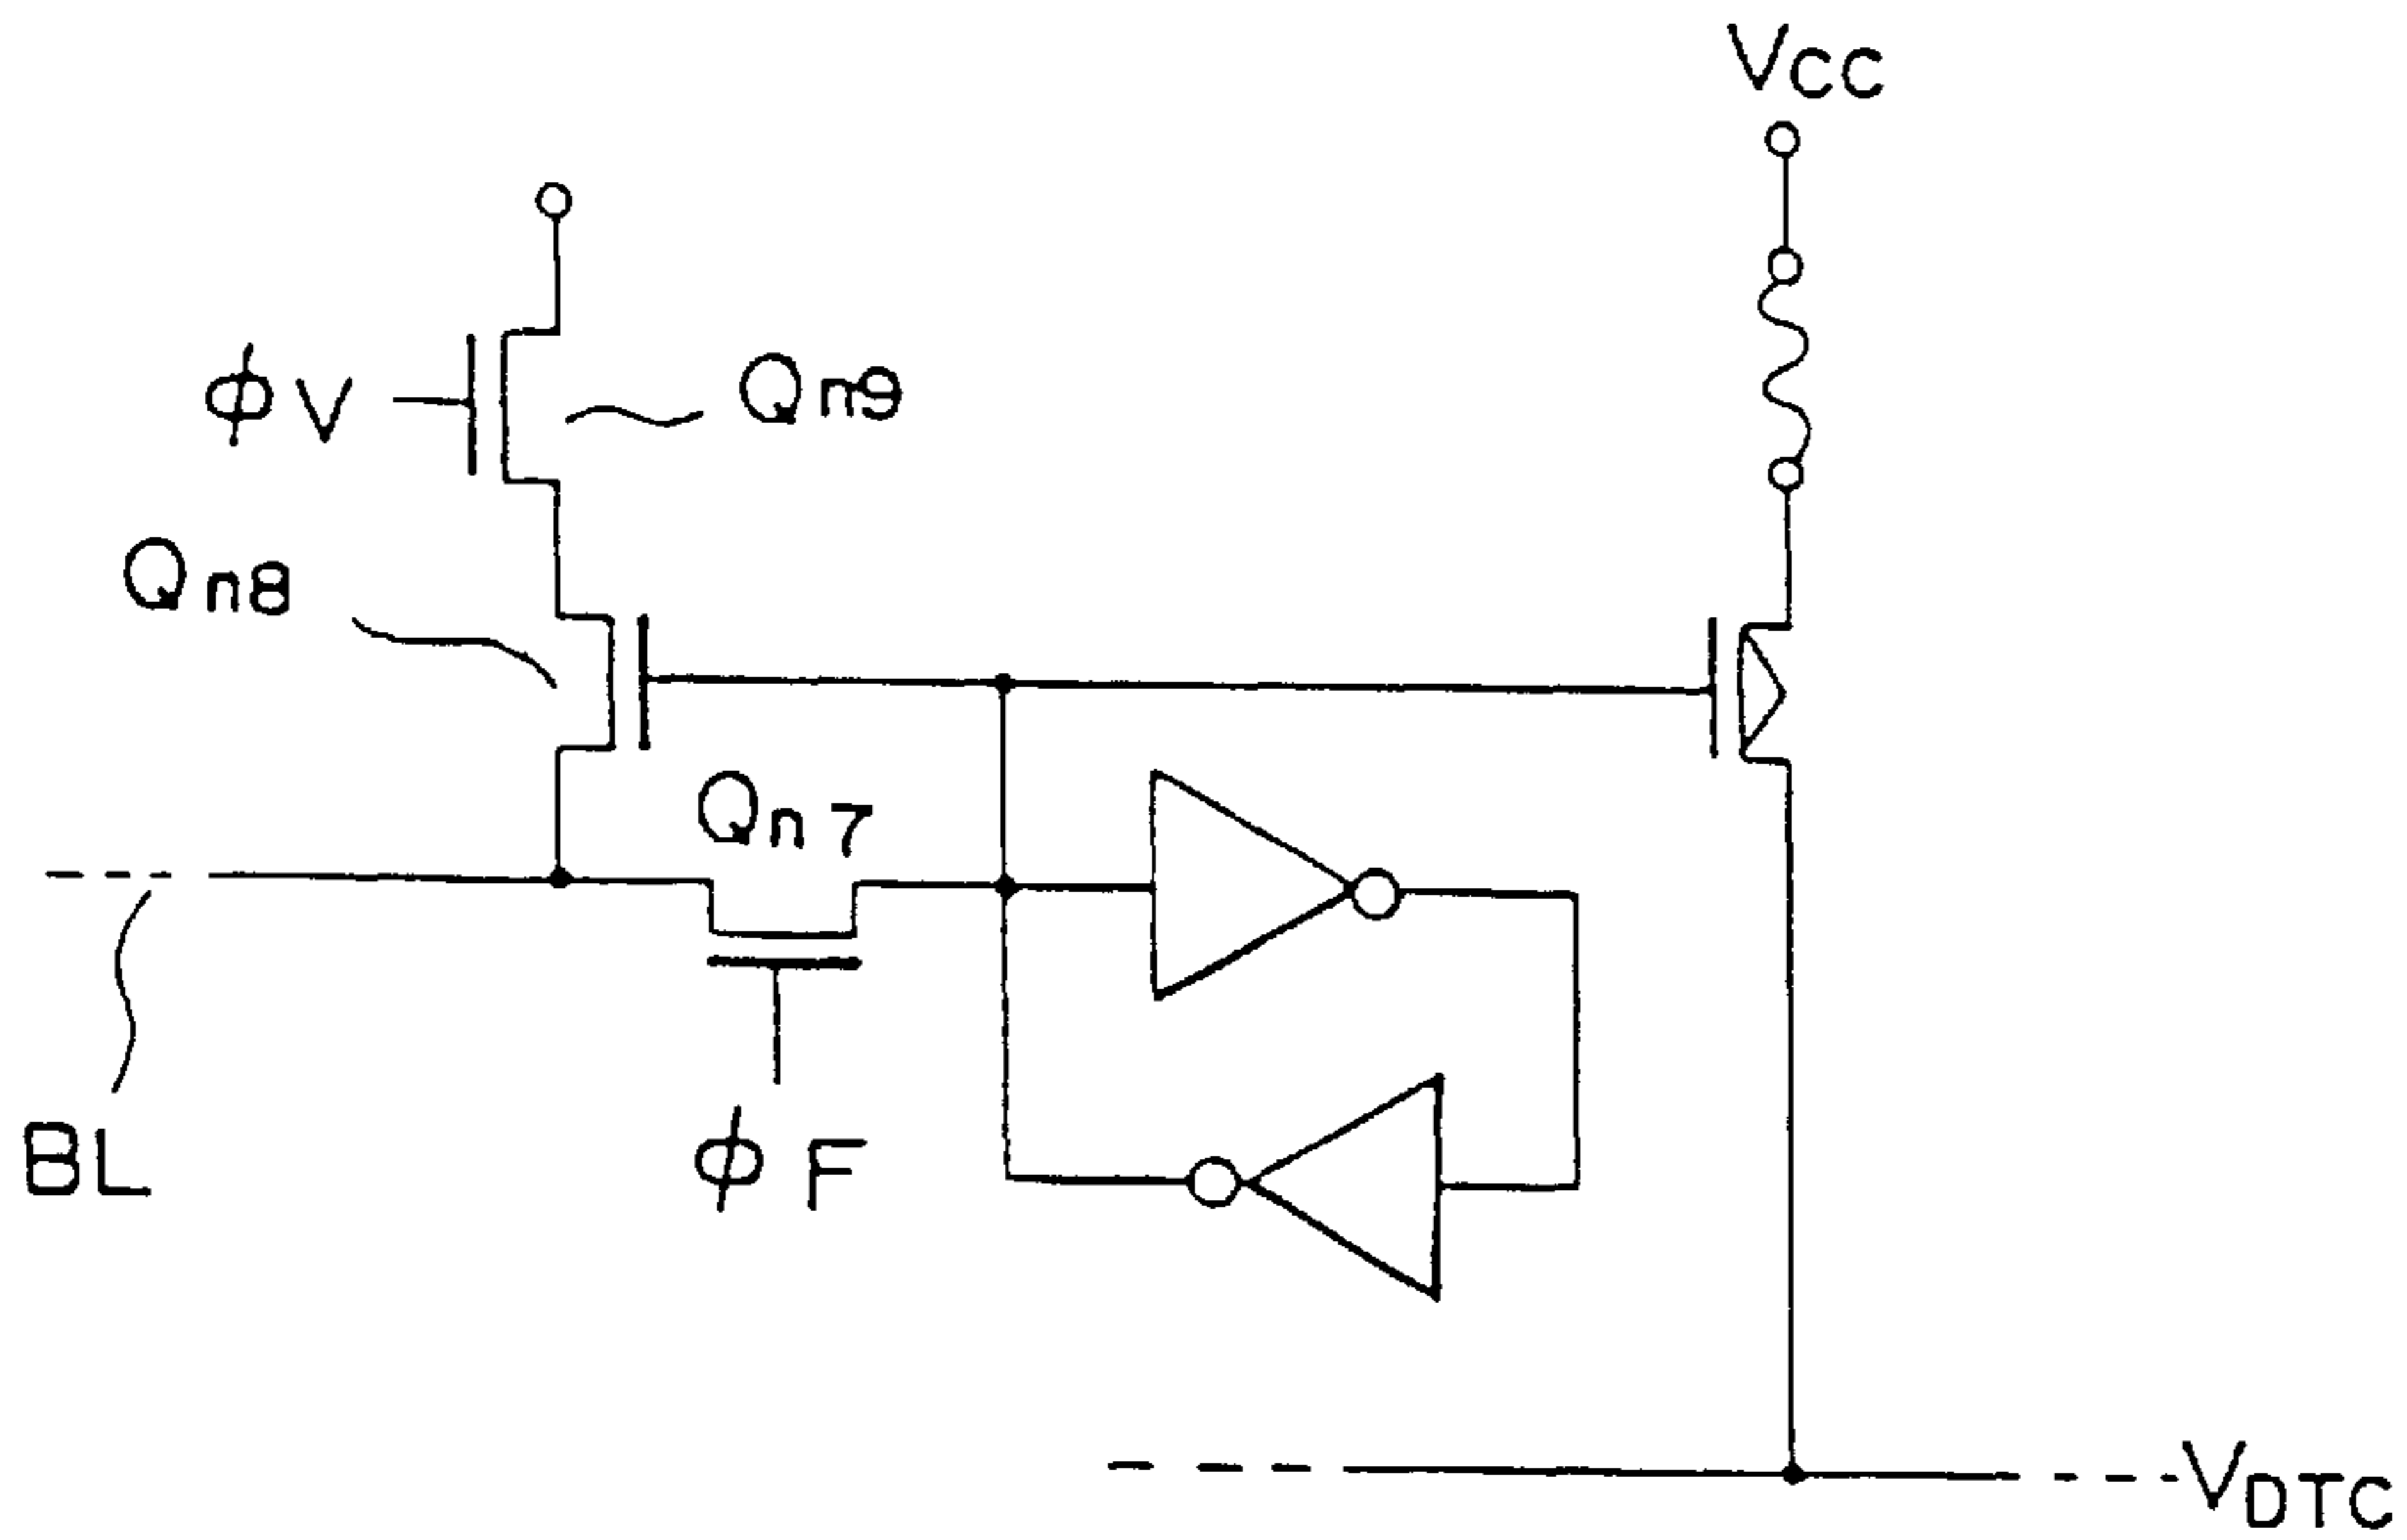 VCC
ϕV
Qn9
Qn8
Qn7
BL
ϕF
VDTC